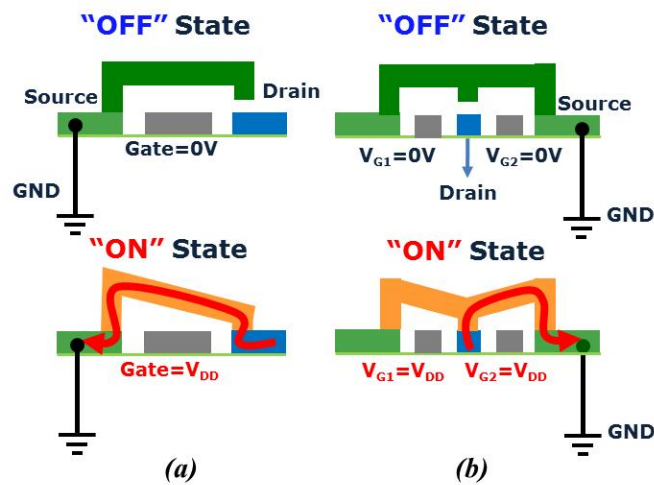 "OFF" State
Source
Drain
Gate=0V
GND
"ON" State
Gate=VDD
(a)
"OFF" State
Source
VG1=0V
VG2=0V
Drain
GND
"ON" State
VG1=VDD
VG2=VDD
GND
(b)